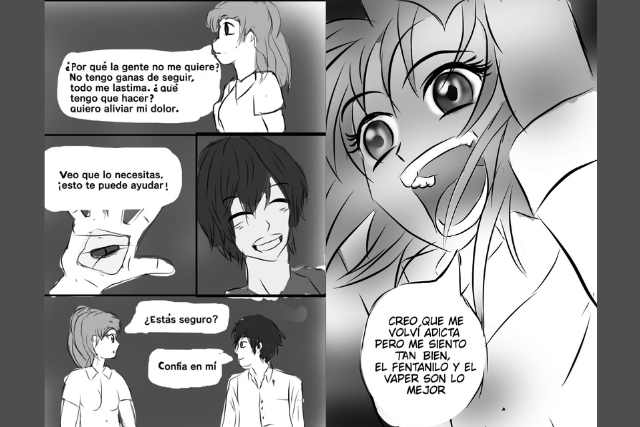 ¿Por qué la gente no me quiere?
No tengo ganas de seguir,
todo me lastima. ¿qué
tengo que hacer?
quiero aliviar mi dolor.
Veo que lo necesitas,
¡esto te puede ayudar!
¿Estás seguro?
Confia en mí
CREO QUE ME
VOLVÍ ADICTA
PERO ME SIENTO
TAN BIEN,
EL FENTANILO Y EL
VAPER SON LO
MEJOR